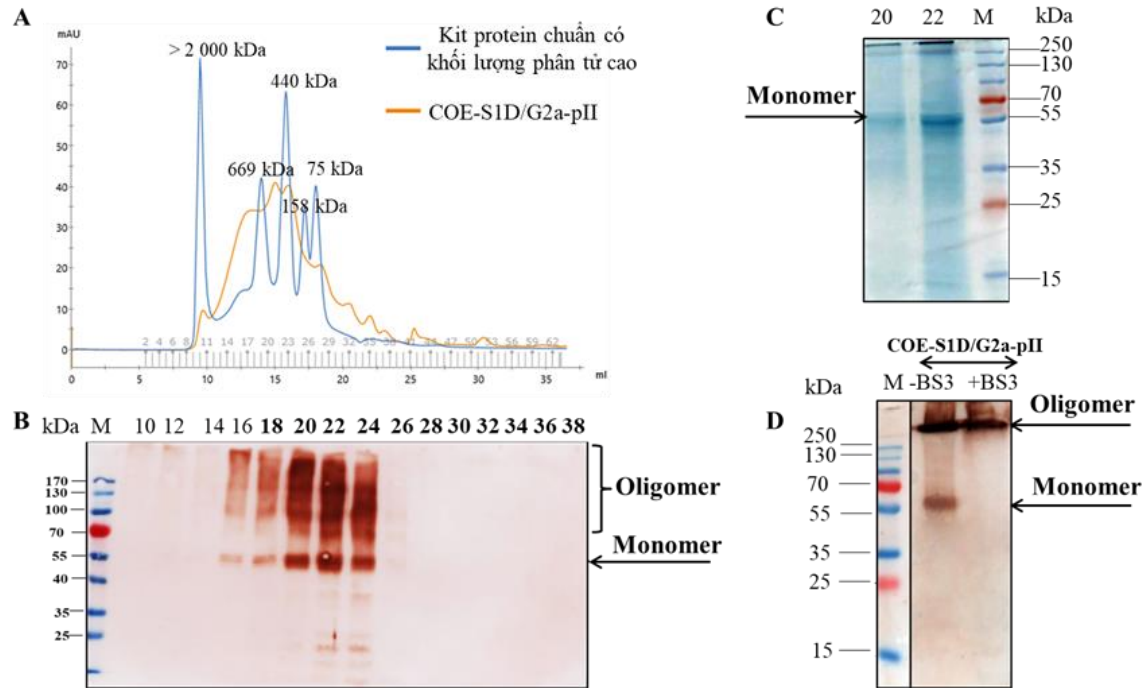 A
mAU
> 2 000 kDa
440 kDa
669 kDa
75 kDa
158 kDa
Kit protein chuẩn có
khối lượng phân tử cao
COE-S1D/G2a-pII
70
60
50
40
30
20
10
0
2 4 6 8 11 14 17 20 23 26 29 32 35 38 41 44 47 50 53 56 59 62
0 5 10 15 20 25 30 35 ml
B
kDa M 10 12 14 16 18 20 22 24 26 28 30 32 34 36 38
170
130
100
70
55
40
35
25
Oligomer
Monomer
C
20 22 M kDa
Monomer
250
130
70
55
35
25
15
D
COE-S1D/G2a-pII
kDa M -BS3 +BS3
250
130
70
55
35
25
15
Oligomer
Monomer